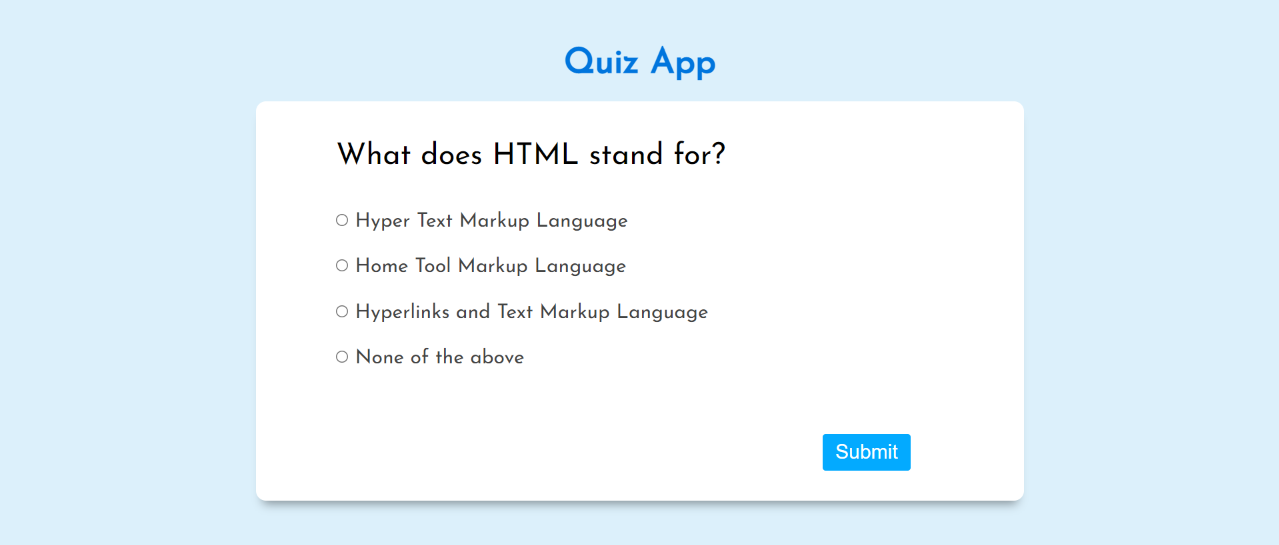 Quiz App
What does HTML stand for?
Hyper Text Markup Language
Home Tool Markup Language
Hyperlinks and Text Markup Language
None of the above
Submit